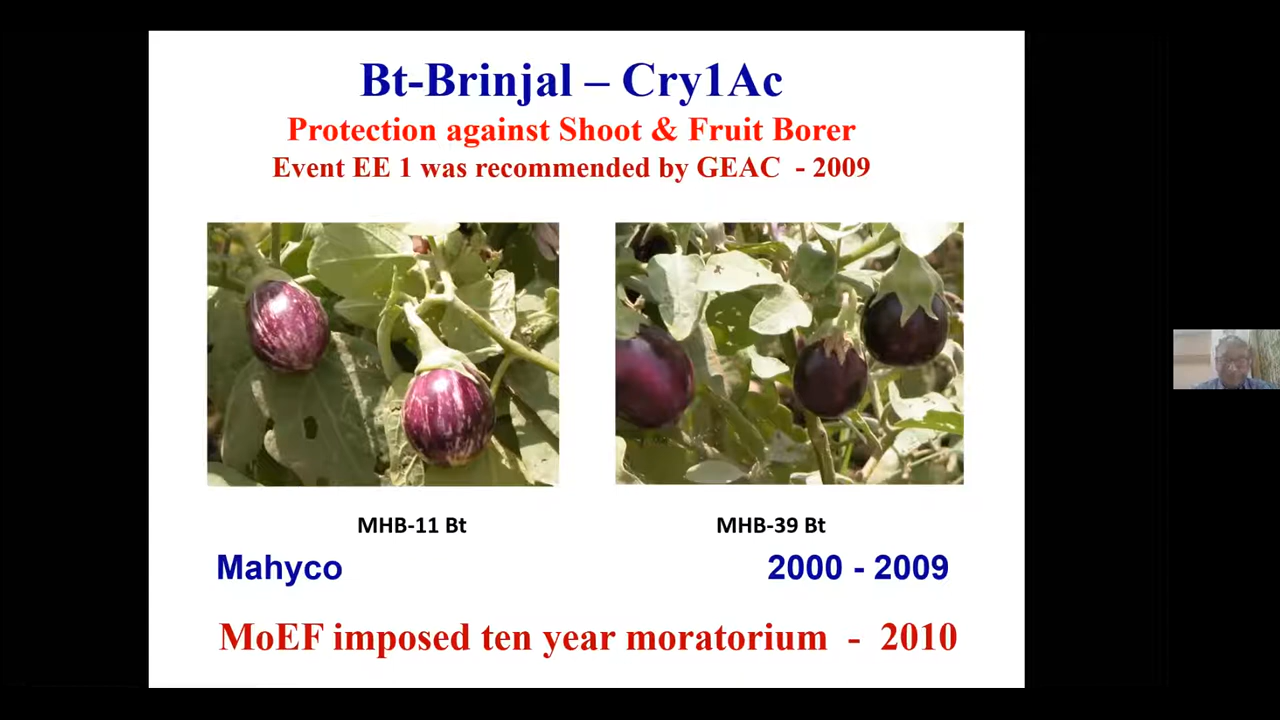 Bt-Brinjal – Cry1Ac
Protection against Shoot & Fruit Borer
Event EE 1 was recommended by GEAC - 2009
MHB-11 Bt
MHB-39 Bt
Mahyco
2000 - 2009
MoEF imposed ten year moratorium - 2010